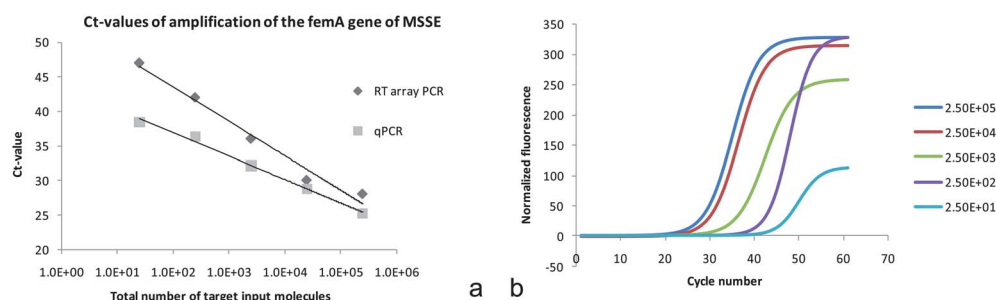 Ct-values of amplification of the femA gene of MSSE
50
45
40
35
30
25
20
Ct-value
1.0E+00 1.0E+01 1.0E+02 1.0E+03 1.0E+04 1.0E+05 1.0E+06
Total number of target input molecules
RT array PCR
qPCR
a
b
350
300
250
200
150
100
50
0
-50
Normalized fluorescence
0 10 20 30 40 50 60 70
Cycle number
2.50E+05
2.50E+04
2.50E+03
2.50E+02
2.50E+01